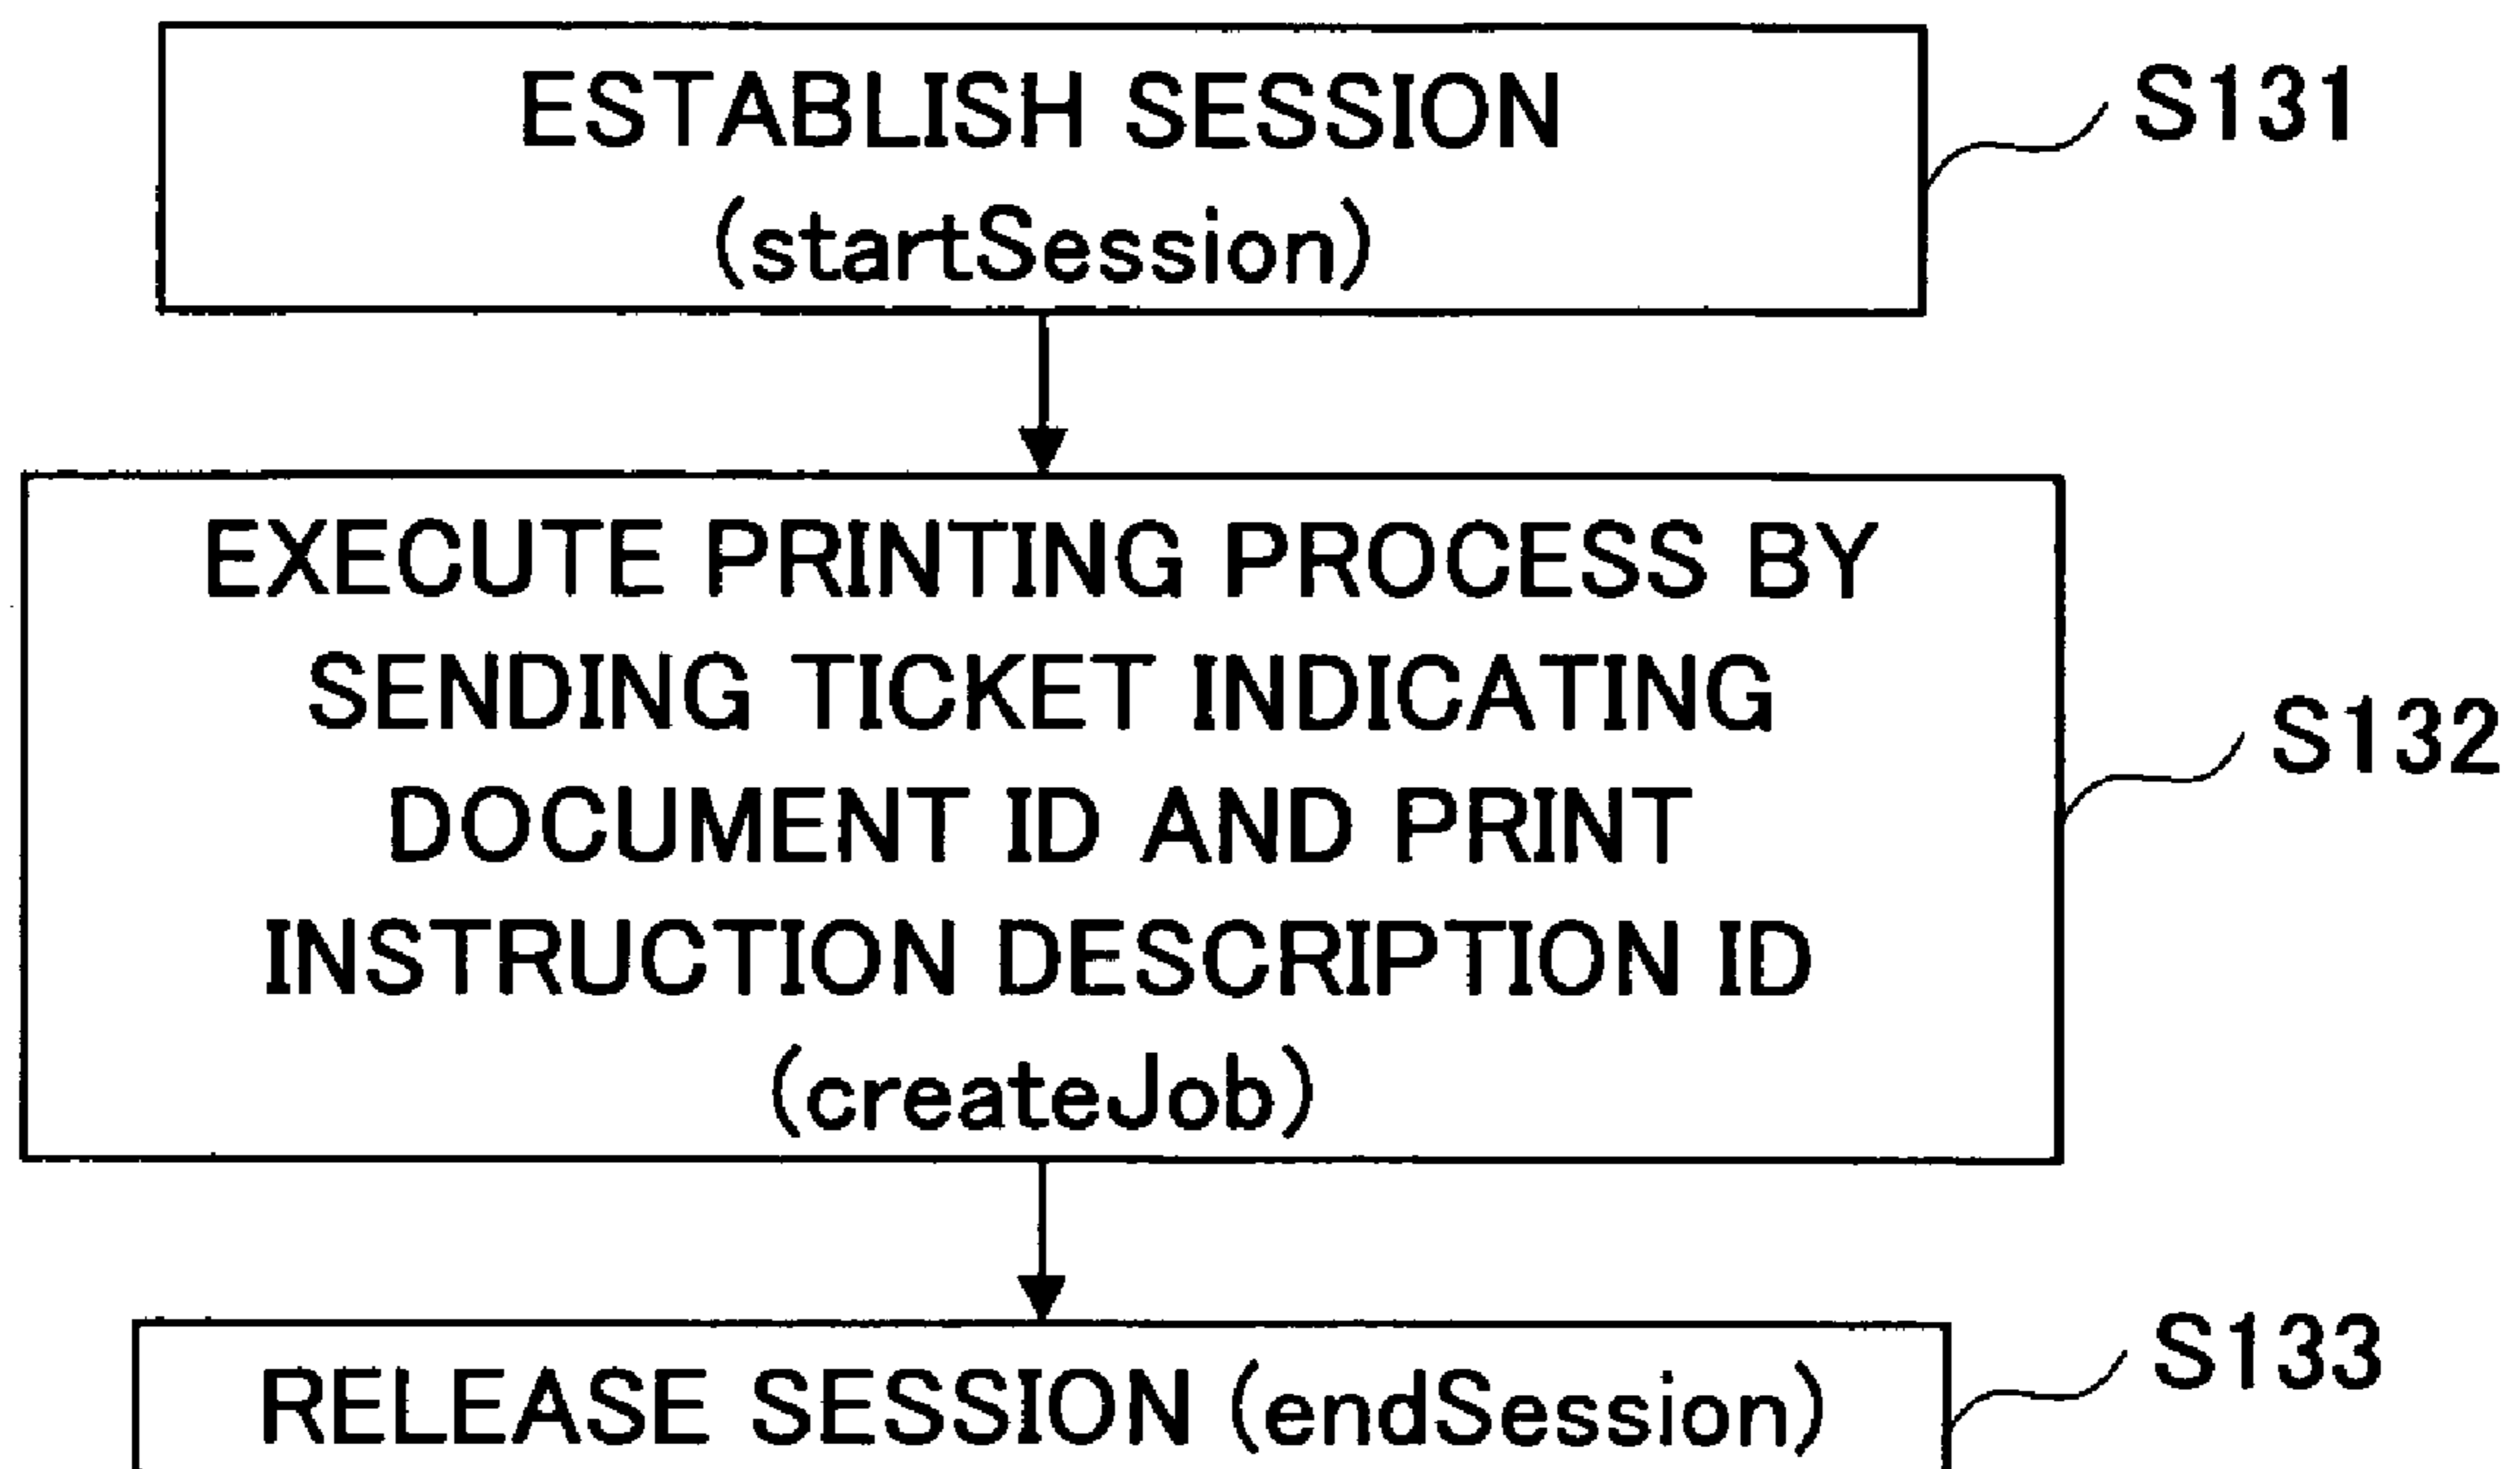 ESTABLISH SESSION
(startSession)
S131
EXECUTE PRINTING PROCESS BY
SENDING TICKET INDICATING
DOCUMENT ID AND PRINT
INSTRUCTION DESCRIPTION ID
(createJob)
S132
RELEASE SESSION (endSession)
S133